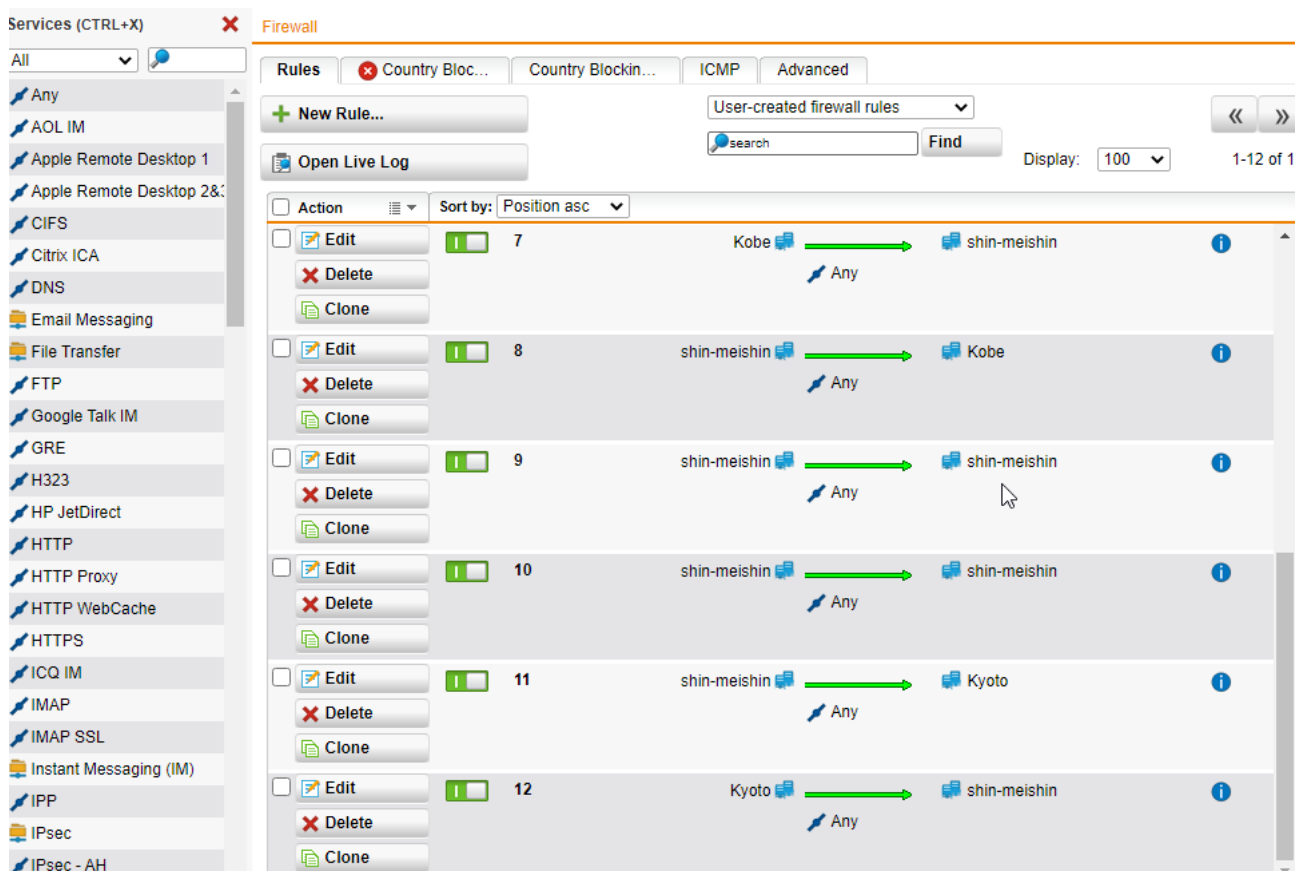 Services (CTRL+X)
All
Any
AOL IM
Apple Remote Desktop 1
Apple Remote Desktop 2&3
CIFS
Citrix ICA
DNS
Email Messaging
File Transfer
FTP
Google Talk IM
GRE
H323
HP JetDirect
HTTP
HTTP Proxy
HTTP WebCache
HTTPS
ICQ IM
IMAP
IMAP SSL
Instant Messaging (IM)
IPP
IPsec
IPsec - AH
Firewall
Rules Country Bloc... Country Blockin... ICMP Advanced
New Rule... User-created firewall rules « »
search Find
Open Live Log Display: 100 1-12 of 1
Action Sort by: Position asc
Edit 7 Kobe shin-meishin
Delete Any
Clone
Edit 8 shin-meishin Kobe
Delete Any
Clone
Edit 9 shin-meishin shin-meishin
Delete Any
Clone
Edit 10 shin-meishin shin-meishin
Delete Any
Clone
Edit 11 shin-meishin Kyoto
Delete Any
Clone
Edit 12 Kyoto shin-meishin
Delete Any
Clone